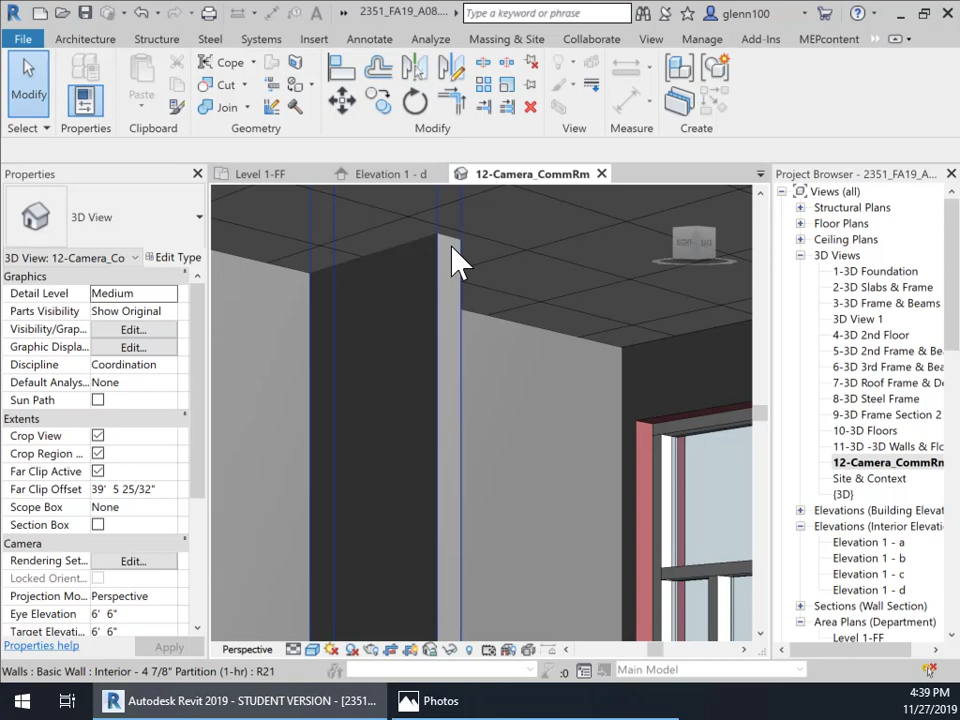 2351_FA19_A08....
Type a keyword or phrase
glenn100
File Architecture Structure Steel Systems Insert Annotate Analyze Massing & Site Collaborate View Manage Add-Ins MEPcontent
Modify
Properties
Paste
Cope
Cut
Join
Select Properties Clipboard Geometry Modify View Measure Create
Properties
Level 1-FF Elevation 1 - d 12-Camera_CommRm
Project Browser - 2351_FA19_A...
3D View
3D View: 12-Camera_Co Edit Type
Graphics
Detail Level Medium
Parts Visibility Show Original
Visibility/Grap... Edit...
Graphic Displa... Edit...
Discipline Coordination
Default Analys... None
Sun Path
Extents
Crop View
Crop Region ...
Far Clip Active
Far Clip Offset 39' 5 25/32"
Scope Box None
Section Box
Camera
Rendering Set... Edit...
Locked Orient...
Projection Mo... Perspective
Eye Elevation 6' 6"
Target Elevati... 6' 6"
Properties help Apply
Views (all)
Structural Plans
Floor Plans
Ceiling Plans
3D Views
1-3D Foundation
2-3D Slabs & Frame
3-3D Frame & Beams
3D View 1
4-3D 2nd Floor
5-3D 2nd Frame & Bea
6-3D 3rd Frame & Bea
7-3D Roof Frame & De
8-3D Steel Frame
9-3D Frame Section 2
10-3D Floors
11-3D -3D Walls & Flo
12-Camera_CommRm
Site & Context
{3D}
Elevations (Building Elevat
Elevations (Interior Elevati
Elevation 1 - a
Elevation 1 - b
Elevation 1 - c
Elevation 1 - d
Sections (Wall Section)
Area Plans (Department)
Level 1-FF
Perspective
Walls : Basic Wall : Interior - 4 7/8" Partition (1-hr) : R21
:0
Main Model
Autodesk Revit 2019 - STUDENT VERSION - [2351...
Photos
4:39 PM
11/27/2019